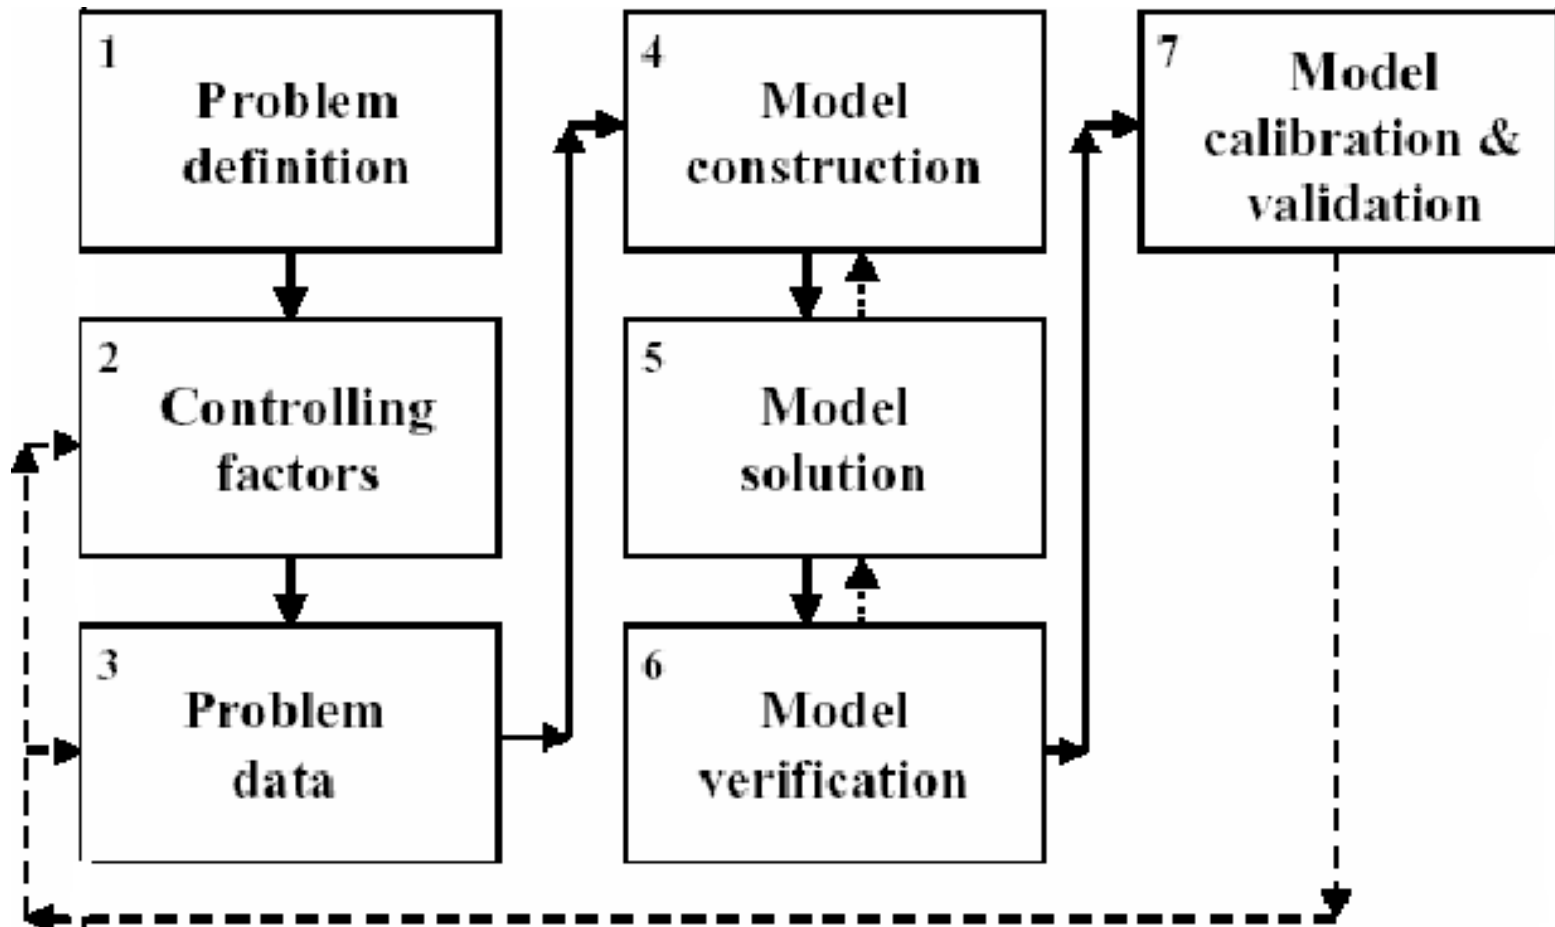 1
Problem
definition
2
Controlling
factors
3
Problem
data
4
Model
construction
5
Model
solution
6
Model
verification
7
Model
calibration &
validation